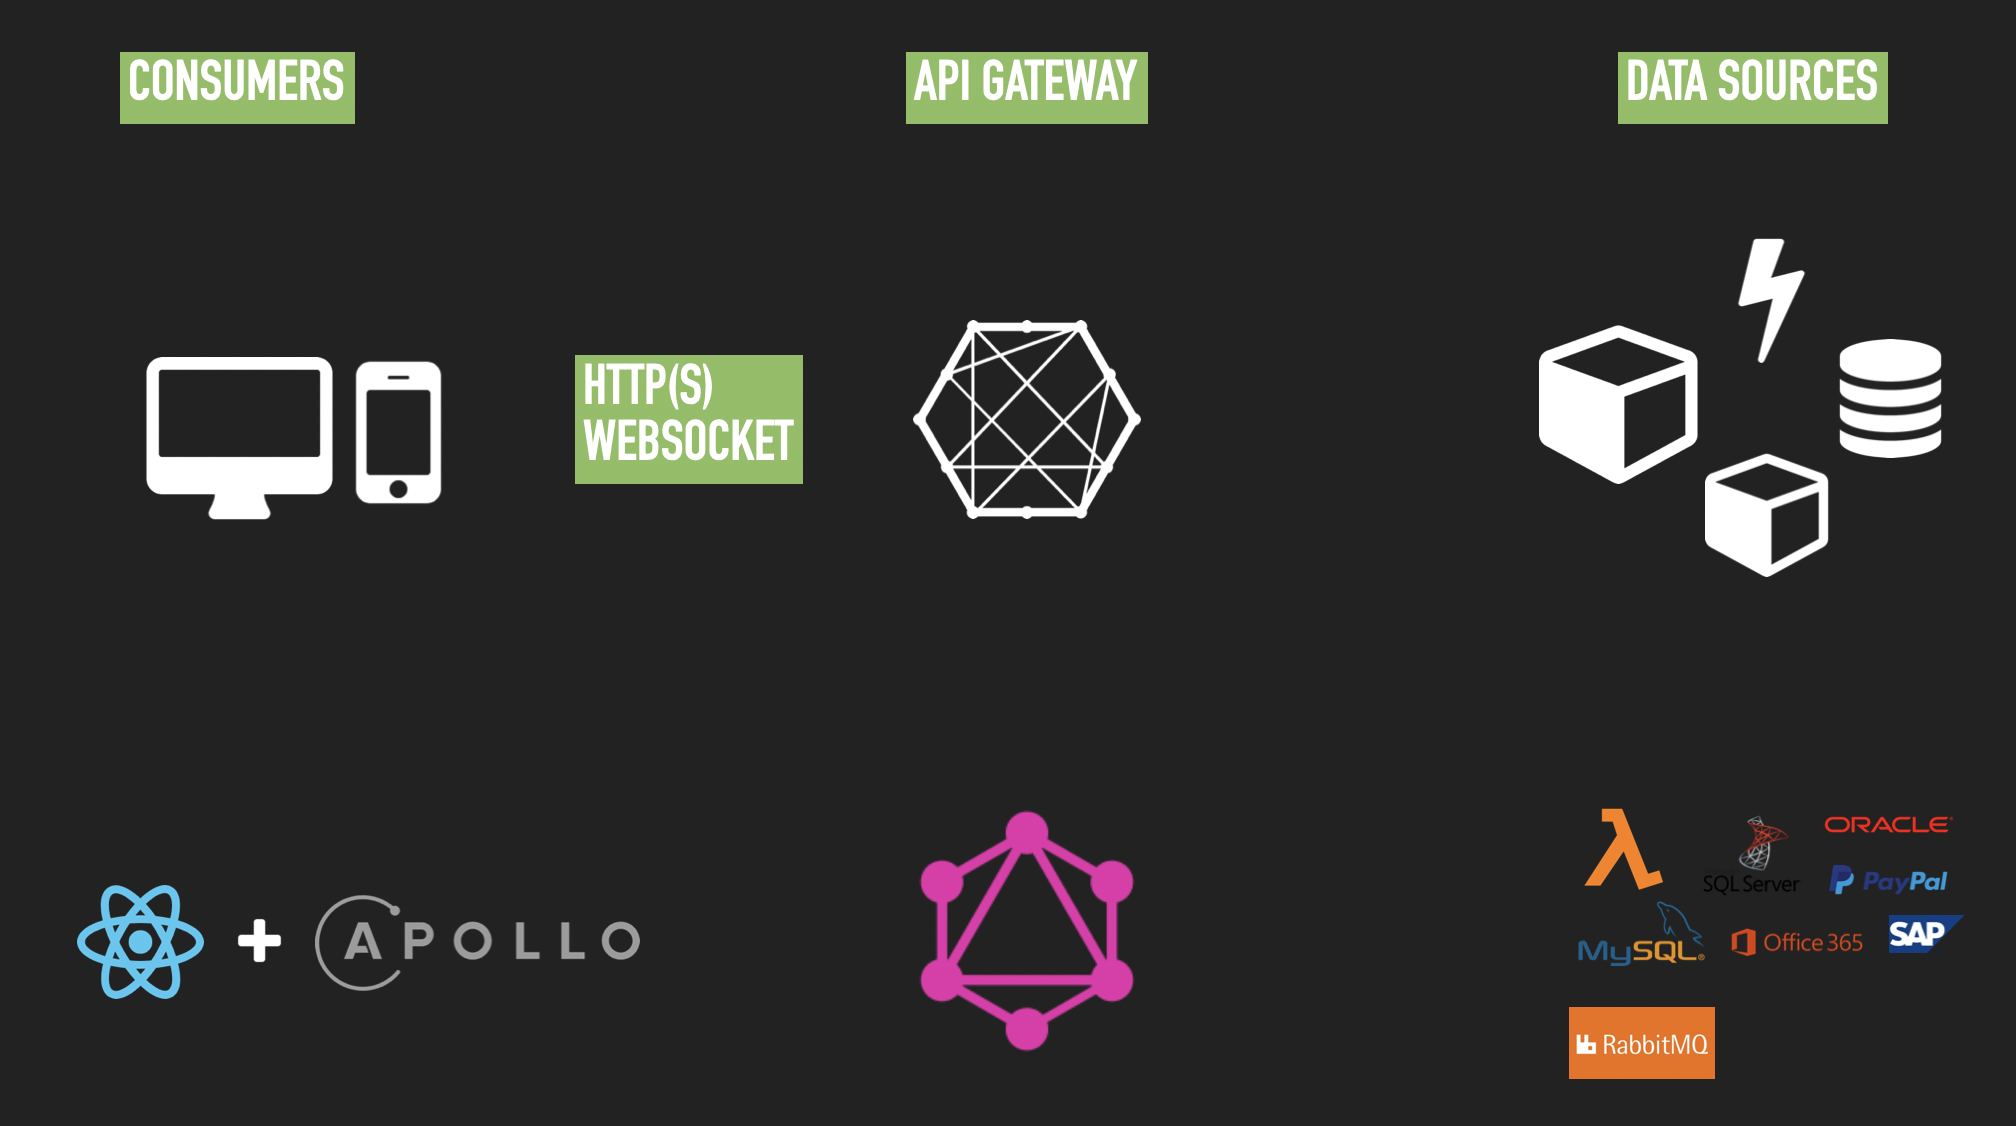 CONSUMERS
API GATEWAY
DATA SOURCES
HTTP(S)
WEBSOCKET
APOLLO
SQL Server
ORACLE
PayPal
MySQL
Office 365
SAP
RabbitMQ